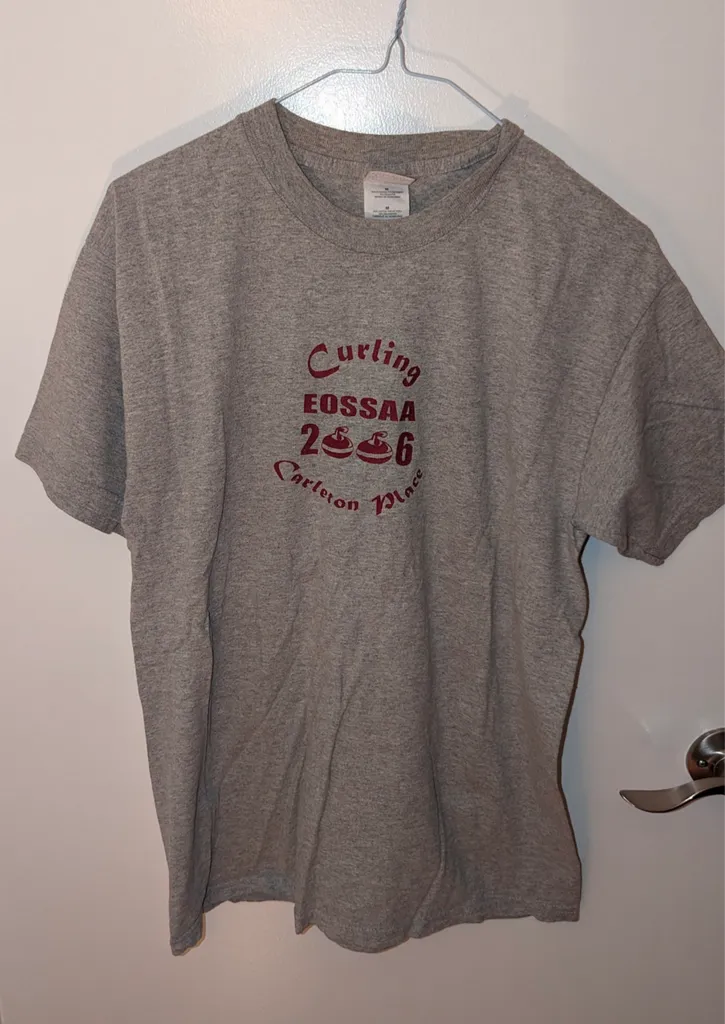 M
M
Curling
EOSSAA
2006
Carleton Place